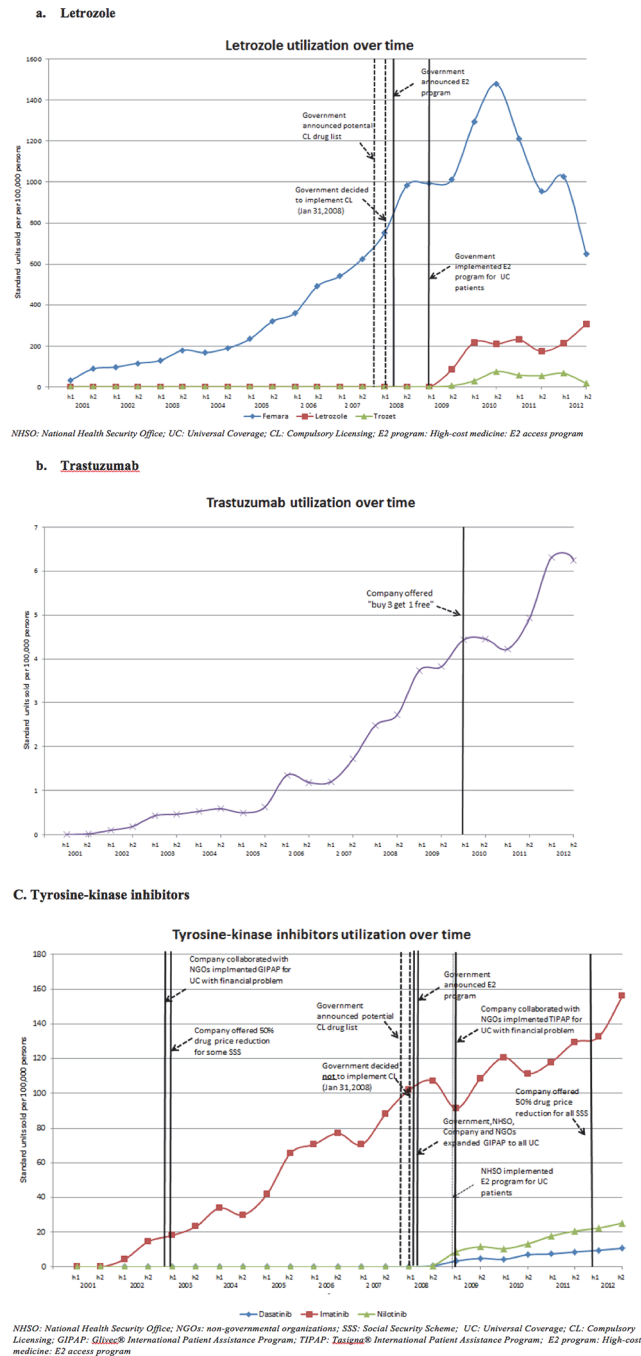 a. Letrozole
Letrozole utilization over time
1600
1400
1200
1000
800
600
400
200
0
Standard units sold per per100,000 persons
Government
announced E2
program
Government
announced potential
CL drug list
Government decided
to implement CL
(Jan 31,2008)
Government
implemented E2
program for UC
patients
h1 h2 h1 h2 h1 h2 h1 h2 h1 h2 h1 h2 h1 h2 h1 h2 h1 h2 h1 h2 h1 h2 h1 h2
2001 2002 2003 2004 2005 2 006 2 007 2008 2009 2010 2011 2012
Femara Letrozole Trozet
NHSO: National Health Security Office; UC: Universal Coverage; CL: Compulsory Licensing; E2 program: High-cost medicine: E2 access program
b. Trastuzumab
Trastuzumab utilization over time
7
6
5
4
3
2
1
0
Standard units sold per 100,000 persons
Company offered
"buy 3 get 1 free"
h1 h2 h1 h2 h1 h2 h1 h2 h1 h2 h1 h2 h1 h2 h1 h2 h1 h2 h1 h2 h1 h2 h1 h2
2001 2002 2003 2004 2005 2 006 2 007 2008 2009 2010 2011 2012
C. Tyrosine-kinase inhibitors
Tyrosine-kinase inhibitors utilization over time
180
160
140
120
100
80
60
40
20
0
Standard units sold per 100,000 persons
Company collaborated with
NGOs implmented GIPAP for
UC with financial problem
Company offered 50%
drug price reduction
for some SSS
Government
announced potential
CL drug list
Government decided
not to implement CL
(Jan 31,2008)
Government
announced E2
program
Company collaborated with
NGOs implmented TIPAP for
UC with financial problem
Government,NHSO,
Company and NGOs
expanded GIPAP to all UC
Company offered
50% drug price
reduction for all SSS
NHSO implemented
E2 program for UC
patients
h1 h2 h1 h2 h1 h2 h1 h2 h1 h2 h1 h2 h1 h2 h1 h2 h1 h2 h1 h2 h1 h2 h1 h2
2001 2002 2003 2004 2005 2 006 2 007 2008 2009 2010 2011 2012
Dasatinib Imatinib Nilotinib
NHSO: National Health Security Office; NGOs: non-governmental organizations; SSS: Social Security Scheme; UC: Universal Coverage; CL: Compulsory
Licensing; GIPAP: Glivec® International Patient Assistance Program; TIPAP: Tasigna® International Patient Assistance Program; E2 program: High-cost
medicine: E2 access program